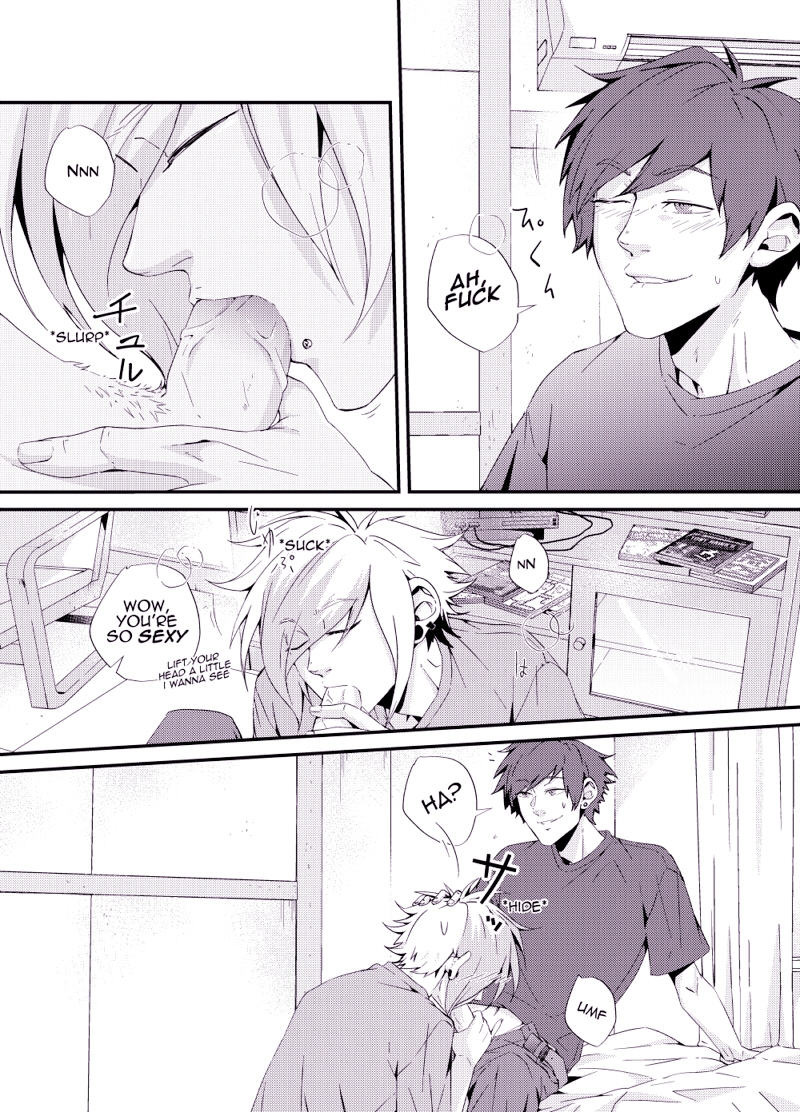 NNN
チュル
*SLURP*
AH,
FUCK
ぴくん
*SUCK*
NN
WOW,
YOU'RE
SO SEXY
LIFT YOUR
HEAD A LITTLE
I WANNA SEE
HA?
サッ
*HIDE*
UMF